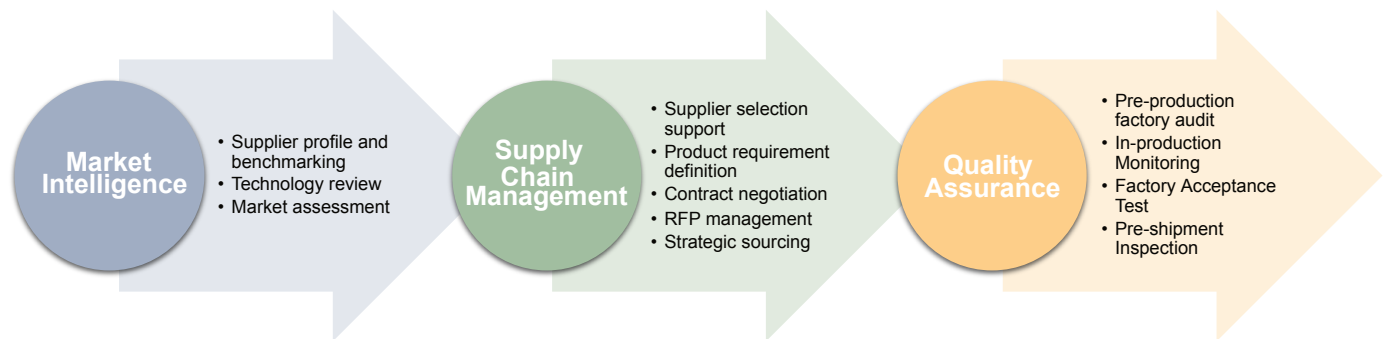 Market
Intelligence
• Supplier profile and
benchmarking
• Technology review
• Market assessment
Supply
Chain
Management
• Supplier selection
support
• Product requirement
definition
• Contract negotiation
• RFP management
• Strategic sourcing
Quality
Assurance
• Pre-production
factory audit
• In-production
Monitoring
• Factory Acceptance
Test
• Pre-shipment
Inspection